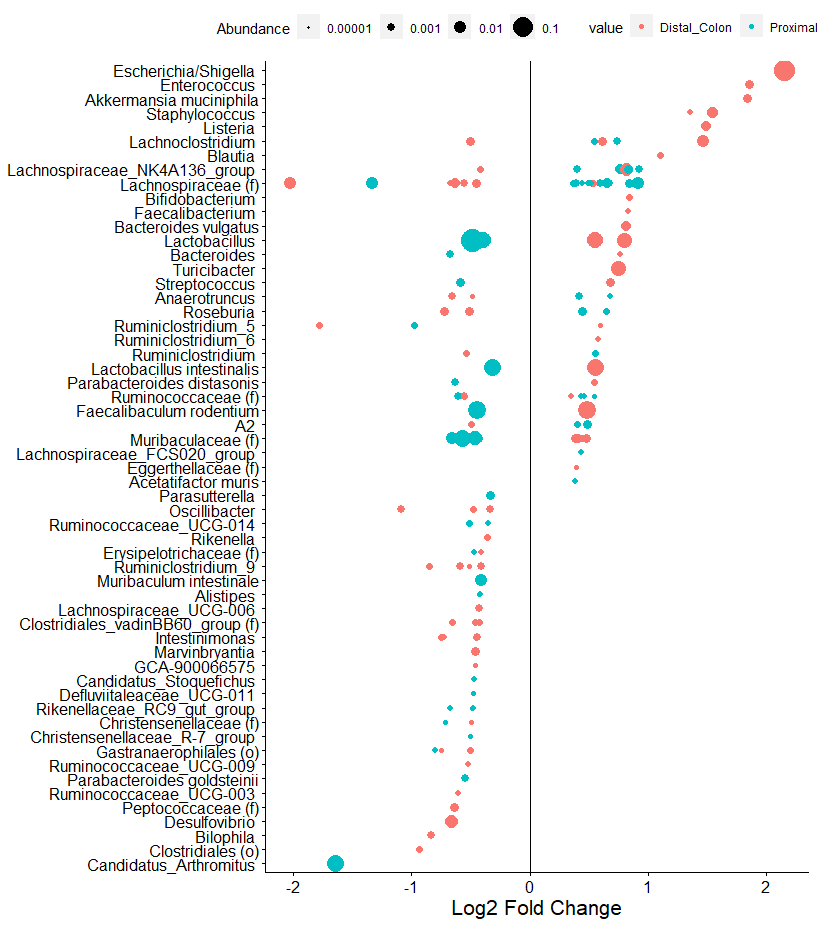 Abundance 0.00001 0.001 0.01 0.1 value Distal_Colon Proximal
Escherichia/Shigella
Enterococcus
Akkermansia muciniphila
Staphylococcus
Listeria
Lachnoclostridium
Blautia
Lachnospiraceae_NK4A136_group
Lachnospiraceae (f)
Bifidobacterium
Faecalibacterium
Bacteroides vulgatus
Lactobacillus
Bacteroides
Turicibacter
Streptococcus
Anaerotruncus
Roseburia
Ruminiclostridium_5
Ruminiclostridium_6
Ruminiclostridium
Lactobacillus intestinalis
Parabacteroides distasonis
Ruminococcaceae (f)
Faecalibaculum rodentium
A2
Muribaculaceae (f)
Lachnospiraceae_FCS020_group
Eggerthellaceae (f)
Acetatifactor muris
Parasutterella
Oscillibacter
Ruminococcaceae_UCG-014
Rikenella
Erysipelotrichaceae (f)
Ruminiclostridium_9
Muribaculum intestinale
Alistipes
Lachnospiraceae_UCG-006
Clostridiales_vadinBB60_group (f)
Intestinimonas
Marvinbryantia
GCA-900066575
Candidatus_Stoquefichus
Defluviitaleaceae_UCG-011
Rikenellaceae_RC9_gut_group
Christensenellaceae (f)
Christensenellaceae_R-7_group
Gastranaerophilales (o)
Ruminococcaceae_UCG-009
Parabacteroides goldsteinii
Ruminococcaceae_UCG-003
Peptococcaceae (f)
Desulfovibrio
Bilophila
Clostridiales (o)
Candidatus_Arthromitus
-2 -1 0 1 2
Log2 Fold Change